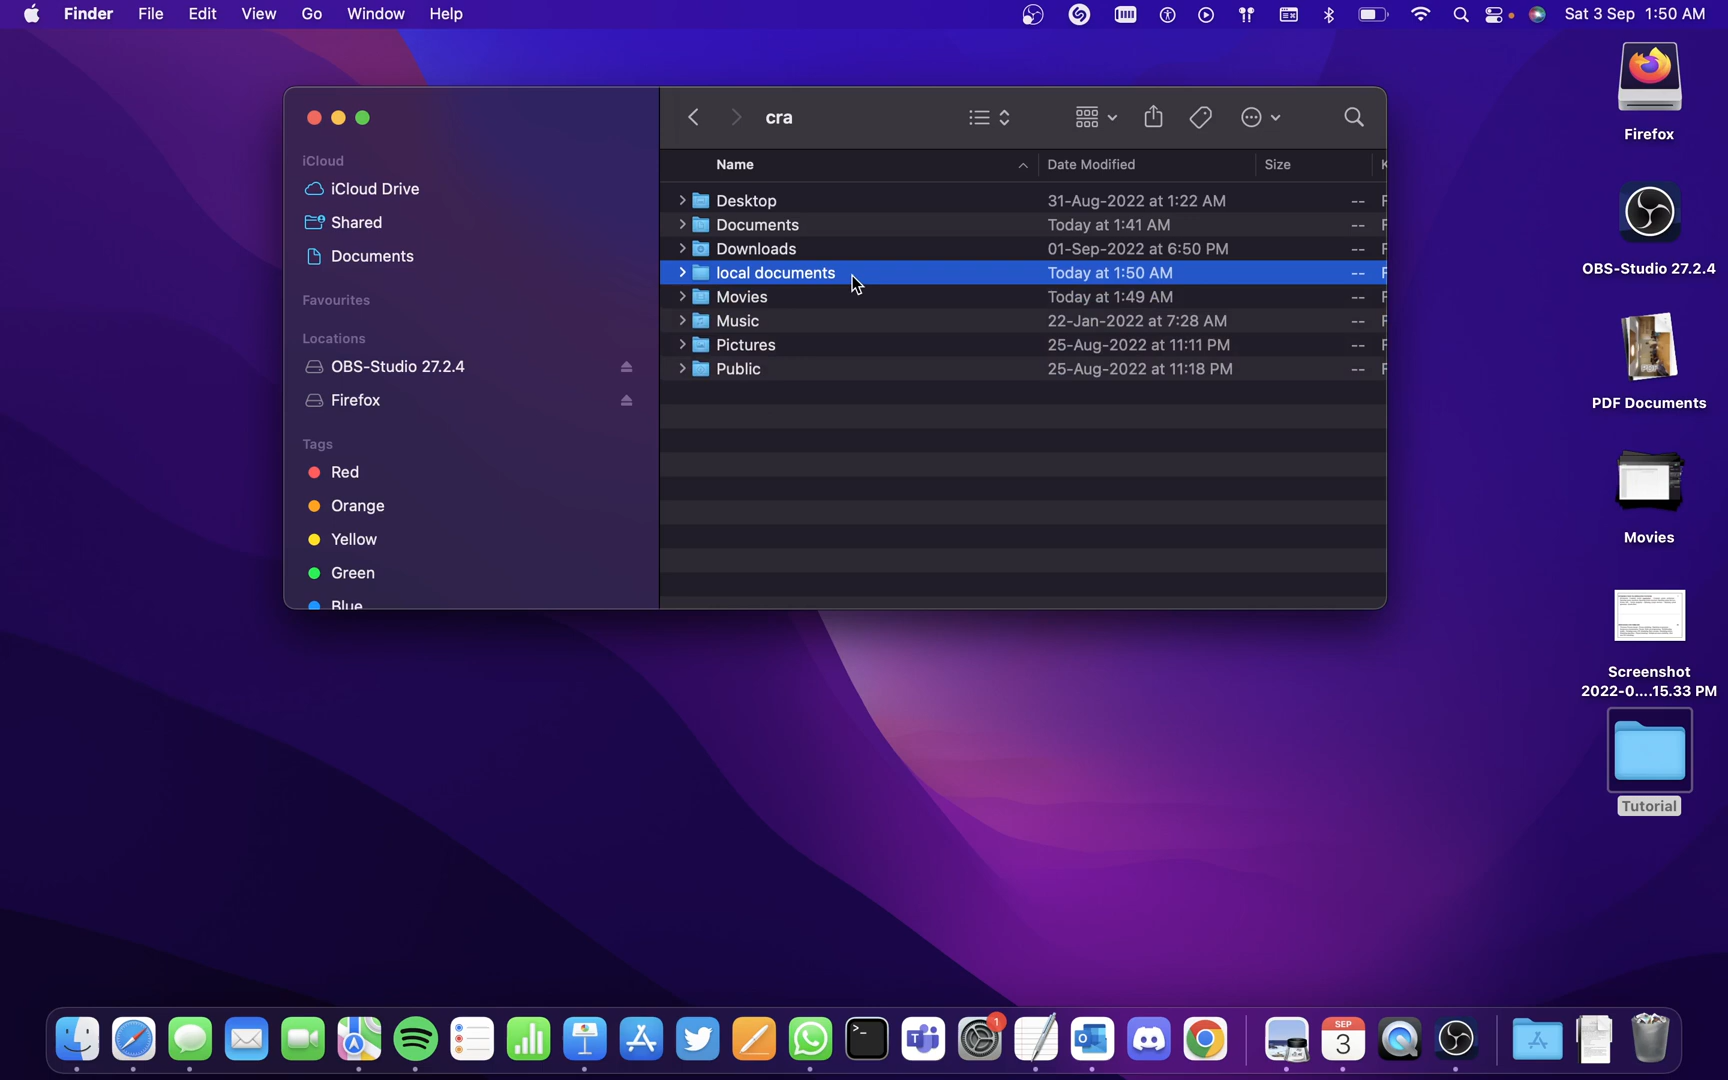 Finder File Edit View Go Window Help Sat 3 Sep 1:50 AM
cra
iCloud
iCloud Drive
Shared
Documents
Favourites
Locations
OBS-Studio 27.2.4
Firefox
Tags
Red
Orange
Yellow
Green
Blue
Name Date Modified Size
Desktop 31-Aug-2022 at 1:22 AM --
Documents Today at 1:41 AM --
Downloads 01-Sep-2022 at 6:50 PM --
local documents Today at 1:50 AM --
Movies Today at 1:49 AM --
Music 22-Jan-2022 at 7:28 AM --
Pictures 25-Aug-2022 at 11:11 PM --
Public 25-Aug-2022 at 11:18 PM --
Firefox
OBS-Studio 27.2.4
PDF Documents
Movies
Screenshot
2022-0....15.33 PM
Tutorial
1
SEP
3